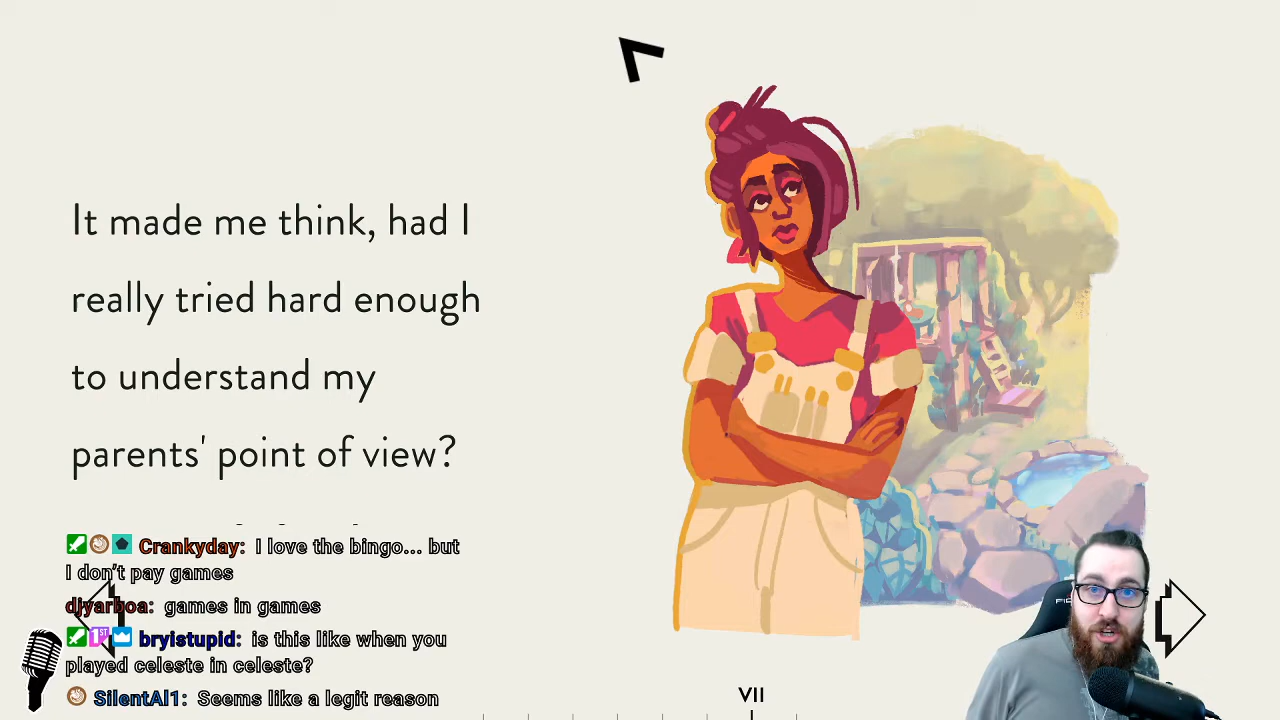 It made me think, had I
really tried hard enough
to understand my
parents' point of view?
Crankyday: I love the bingo... but
I don't pay games
djyarboa: games in games
bryistupid: is this like when you
played celeste in celeste?
SilentAl1: Seems like a legit reason
VII